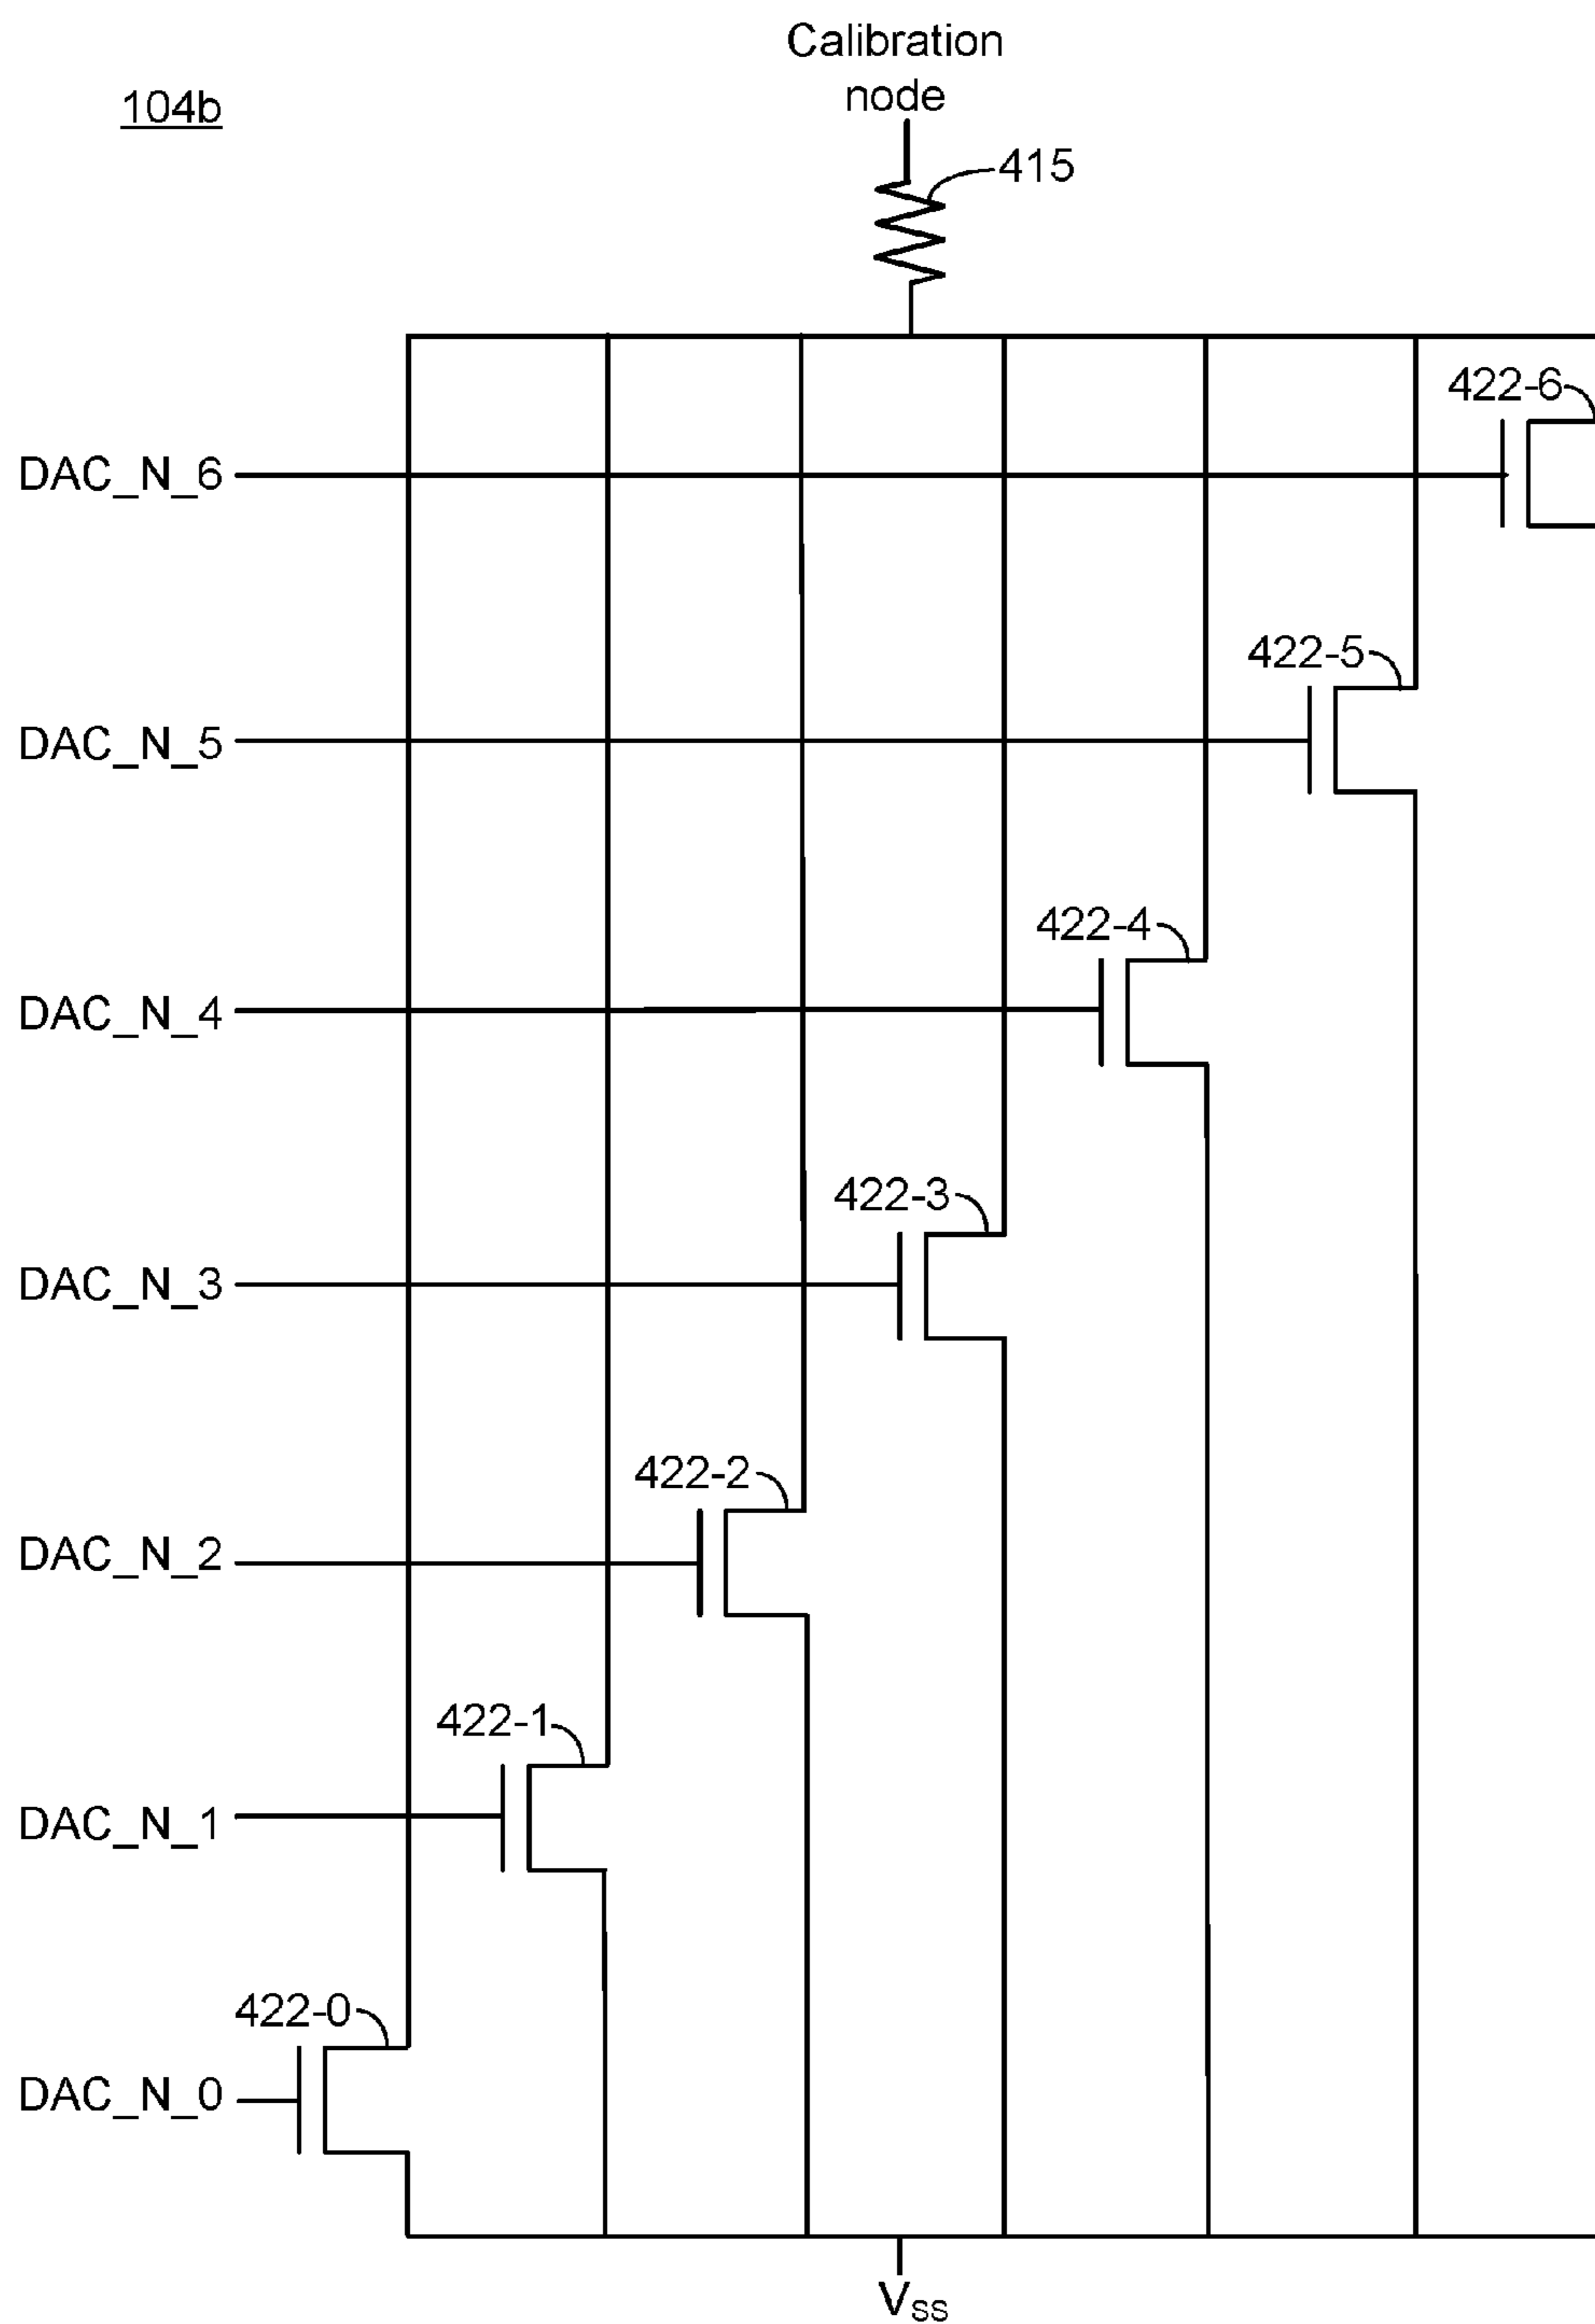 Calibration
node
104b
415
422-6
DAC_N_6
422-5
DAC_N_5
422-4
DAC_N_4
422-3
DAC_N_3
422-2
DAC_N_2
422-1
DAC_N_1
422-0
DAC_N_0
VSS